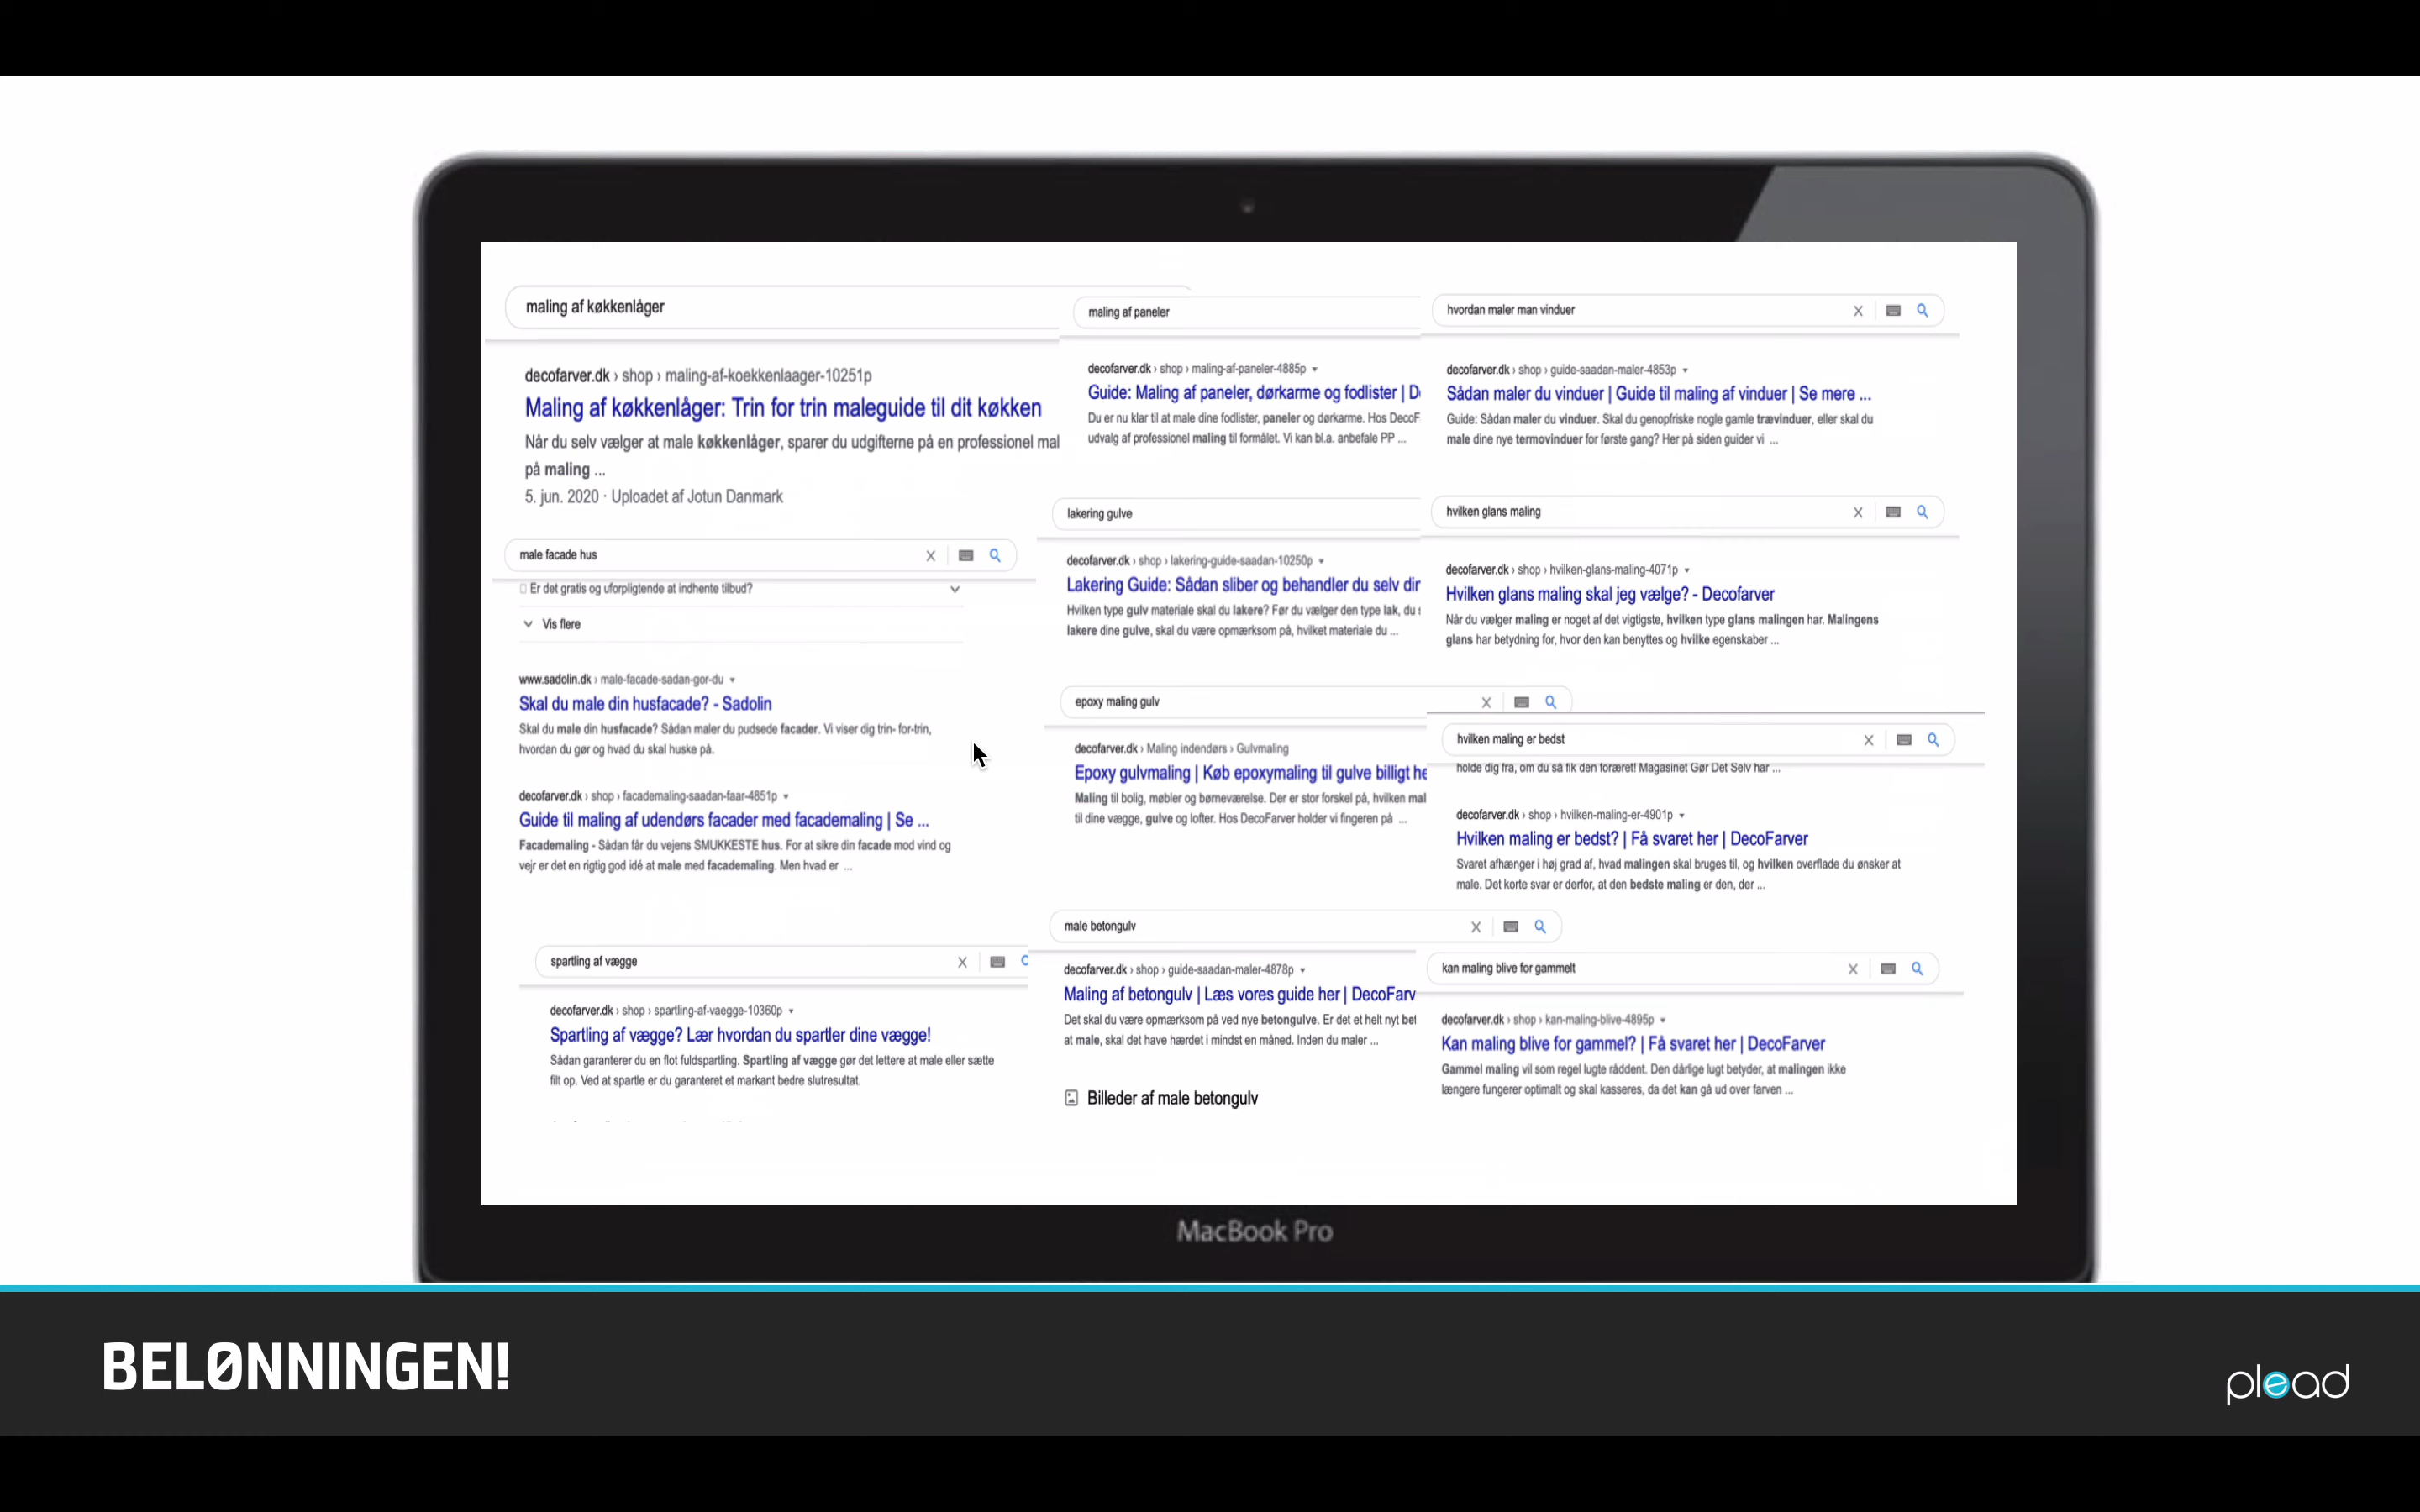 maling af køkkenlåger
decofarver.dk › shop › maling-af-koekkenlaager-10251p
Maling af køkkenlåger: Trin for trin maleguide til dit køkken
Når du selv vælger at male køkkenlåger, sparer du udgifterne på en professionel mal
på maling ...
5. jun. 2020 · Uploadet af Jotun Danmark
male facade hus
Er det gratis og uforpligtende at indhente tilbud?
Vis flere
www.sadolin.dk › male-facade-sadan-gor-du
Skal du male din husfacade? - Sadolin
Skal du male din husfacade? Sådan maler du pudsede facader. Vi viser dig trin- for-trin,
hvordan du gør og hvad du skal huske på.
decofarver.dk › shop › facademaling-saadan-faar-4851p
Guide til maling af udendørs facader med facademaling | Se ...
Facademaling - Sådan får du vejens SMUKKESTE hus. For at sikre din facade mod vind og
vejr er det en rigtig god idé at male med facademaling. Men hvad er ...
spartling af vægge
decofarver.dk › shop › spartling-af-vaegge-10360p
Spartling af vægge? Lær hvordan du spartler dine vægge!
Sådan garanterer du en flot fuldspartling. Spartling af vægge gør det lettere at male eller sætte
filt op. Ved at spartle er du garanteret et markant bedre slutresultat.
maling af paneler
decofarver.dk › shop › maling-af-paneler-4885p
Guide: Maling af paneler, dørkarme og fodlister | D
Du er nu klar til at male dine fodlister, paneler og dørkarme. Hos DecoF
udvalg af professionel maling til formålet. Vi kan bl.a. anbefale PP ...
lakering gulve
decofarver.dk › shop › lakering-guide-saadan-10250p
Lakering Guide: Sådan sliber og behandler du selv dir
Hvilken type gulv materiale skal du lakere? Før du vælger den type lak, du
lakere dine gulve, skal du være opmærksom på, hvilket materiale du ...
epoxy maling gulv
decofarver.dk › Maling indendørs › Gulvmaling
Epoxy gulvmaling | Køb epoxymaling til gulve billigt he
Maling til bolig, møbler og børneværelse. Der er stor forskel på, hvilken mal
til dine vægge, gulve og lofter. Hos DecoFarver holder vi fingeren på ...
male betongulv
decofarver.dk › shop › guide-saadan-maler-4878p
Maling af betongulv | Læs vores guide her | DecoFarv
Det skal du være opmærksom på ved nye betongulve. Er det et helt nyt bet
at male, skal det have hærdet i mindst en måned. Inden du maler ...
Billeder af male betongulv
hvordan maler man vinduer
decofarver.dk › shop › guide-saadan-maler-4853p
Sådan maler du vinduer | Guide til maling af vinduer | Se mere ...
Guide: Sådan maler du vinduer. Skal du genopfriske nogle gamle trævinduer, eller skal du
male dine nye termovinduer for første gang? Her på siden guider vi ...
hvilken glans maling
decofarver.dk › shop › hvilken-glans-maling-4071p
Hvilken glans maling skal jeg vælge? - Decofarver
Når du vælger maling er noget af det vigtigste, hvilken type glans malingen har. Malingens
glans har betydning for, hvor den kan benyttes og hvilke egenskaber ...
hvilken maling er bedst
holde dig fra, om du så fik den foræret! Magasinet Gør Det Selv har ...
decofarver.dk › shop › hvilken-maling-er-4901p
Hvilken maling er bedst? | Få svaret her | DecoFarver
Svaret afhænger i høj grad af, hvad malingen skal bruges til, og hvilken overflade du ønsker at
male. Det korte svar er derfor, at den bedste maling er den, der ...
kan maling blive for gammelt
decofarver.dk › shop › kan-maling-blive-4895p
Kan maling blive for gammel? | Få svaret her | DecoFarver
Gammel maling vil som regel lugte råddent. Den dårlige lugt betyder, at malingen ikke
længere fungerer optimalt og skal kasseres, da det kan gå ud over farven ...
MacBook Pro
BELØNNINGEN!
plead